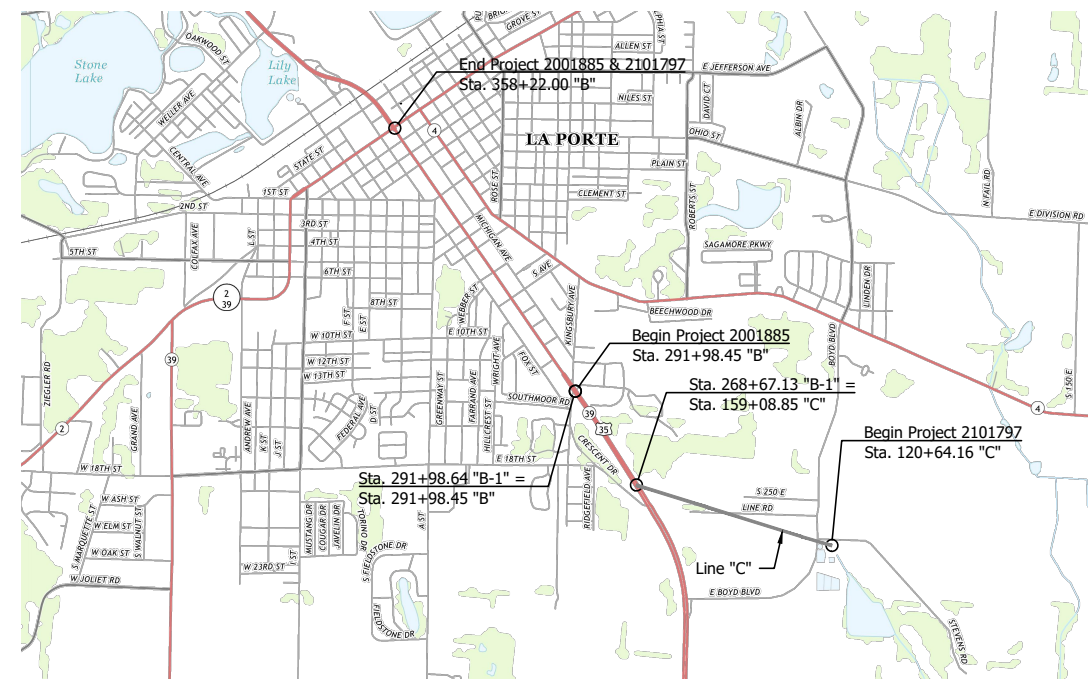 OAKWOOD ST
GROVE ST
PHIA ST
ALLEN ST
Stone
Lake
Lily
Lake
End Project 2001885 & 2101797
Sta. 358+22.00 "B"
E JEFFERSON AVE
WELLER AVE
NILES ST
DAVID CT
ALBIN DR
4
LA PORTE
OHIO ST
CENTRAL AVE
STATE ST
PLAIN ST
N FAIL RD
1ST ST
ROSE ST
CLEMENT ST
ROBERTS ST
2ND ST
E DIVISION RD
3RD ST
L ST
COLFAX AVE
4TH ST
MICHIGAN AVE
5TH ST
SAGAMORE PKWY
6TH ST
S AVE
LINDEN DR
2
39
8TH ST
WEBBER ST
KINGSBURY AVE
BEECHWOOD DR
F ST
E ST
W 10TH ST
E 10TH ST
BOYD BLVD
Begin Project 2001885
Sta. 291+98.45 "B"
39
W 12TH ST
W 13TH ST
WRIGHT AVE
FOX ST
ZIEGLER RD
S 150 E
Sta. 268+67.13 "B-1" =
Sta. 159+08.85 "C"
SOUTHMOOR RD
GREENWAY ST
FARRAND AVE
HILLCREST ST
FEDERAL AVE
D ST
39
35
4
2
GRAND AVE
ANDREW AVE
K ST
J ST
Begin Project 2101797
Sta. 120+64.16 "C"
CRESCENT DR
W 18TH ST
E 18TH ST
Sta. 291+98.64 "B-1" =
Sta. 291+98.45 "B"
S 250 E
LINE RD
W ASH ST
W ELM ST
W OAK ST
S MARQUETTE ST
S WALNUT ST
MUSTANG DR
COUGAR DR
JAVELIN DR
TORINO DR
A ST
RIDGEFIELD AVE
I ST
S FIELDSTONE DR
W 23RD ST
W JOLIET RD
Line "C"
E BOYD BLVD
FIELDSTONE DR
STEVENS RD